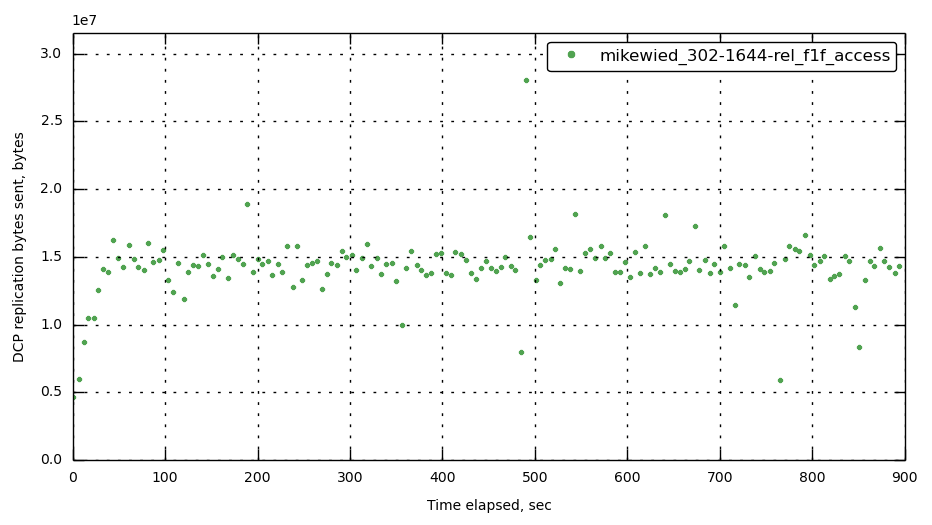 1e7
mikewied_302-1644-rel_f1f_access
3.0
2.5
2.0
1.5
1.0
0.5
0.0
DCP replication bytes sent, bytes
0 100 200 300 400 500 600 700 800 900
Time elapsed, sec